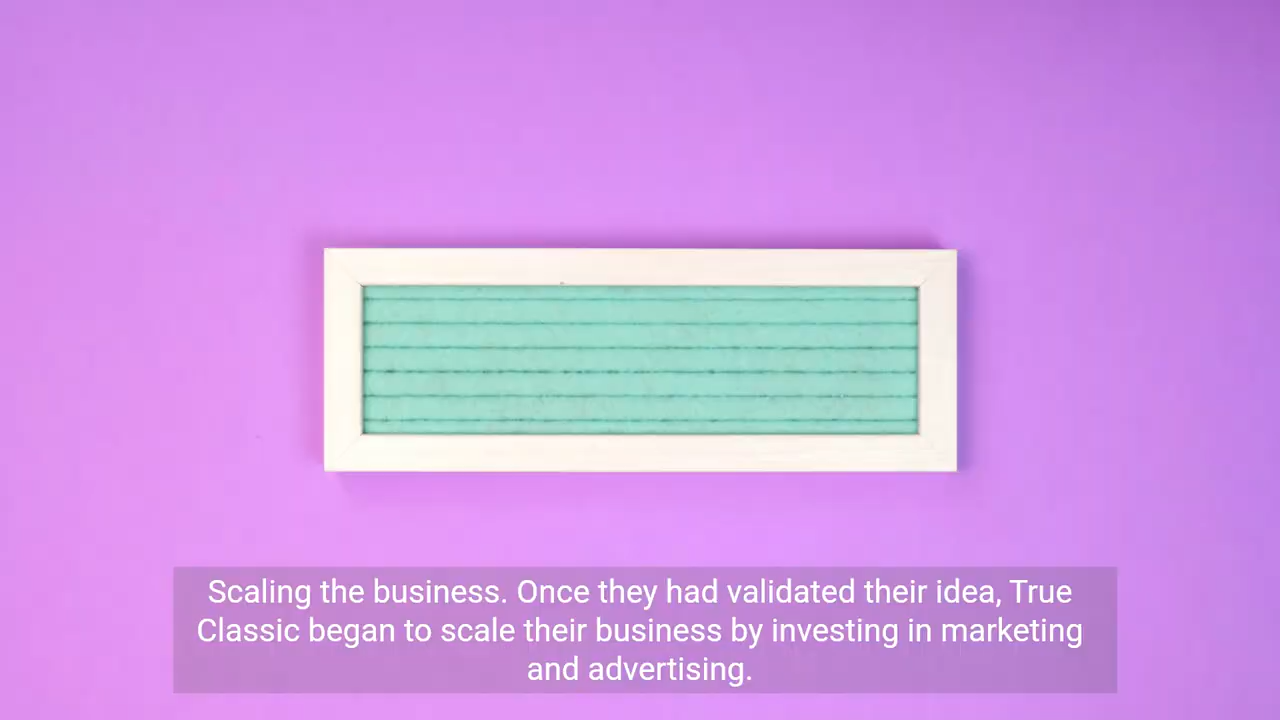 Scaling the business. Once they had validated their idea, True
Classic began to scale their business by investing in marketing
and advertising.